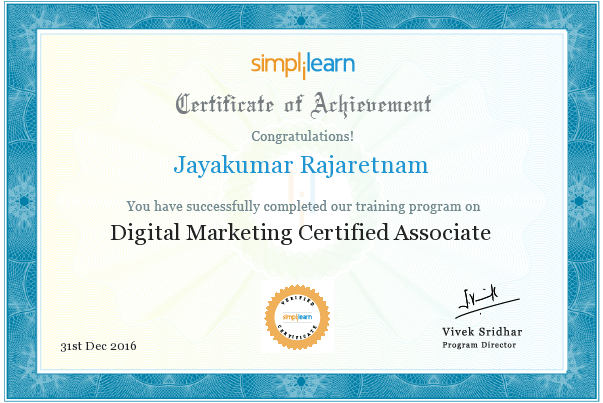 simplilearn
Certificate of Achievement
Congratulations!
Jayakumar Rajaretnam
You have successfully completed our training program on
Digital Marketing Certified Associate
VERIFIED
simplilearn
CERTIFICATE
31st Dec 2016
Vivek Sridhar
Program Director